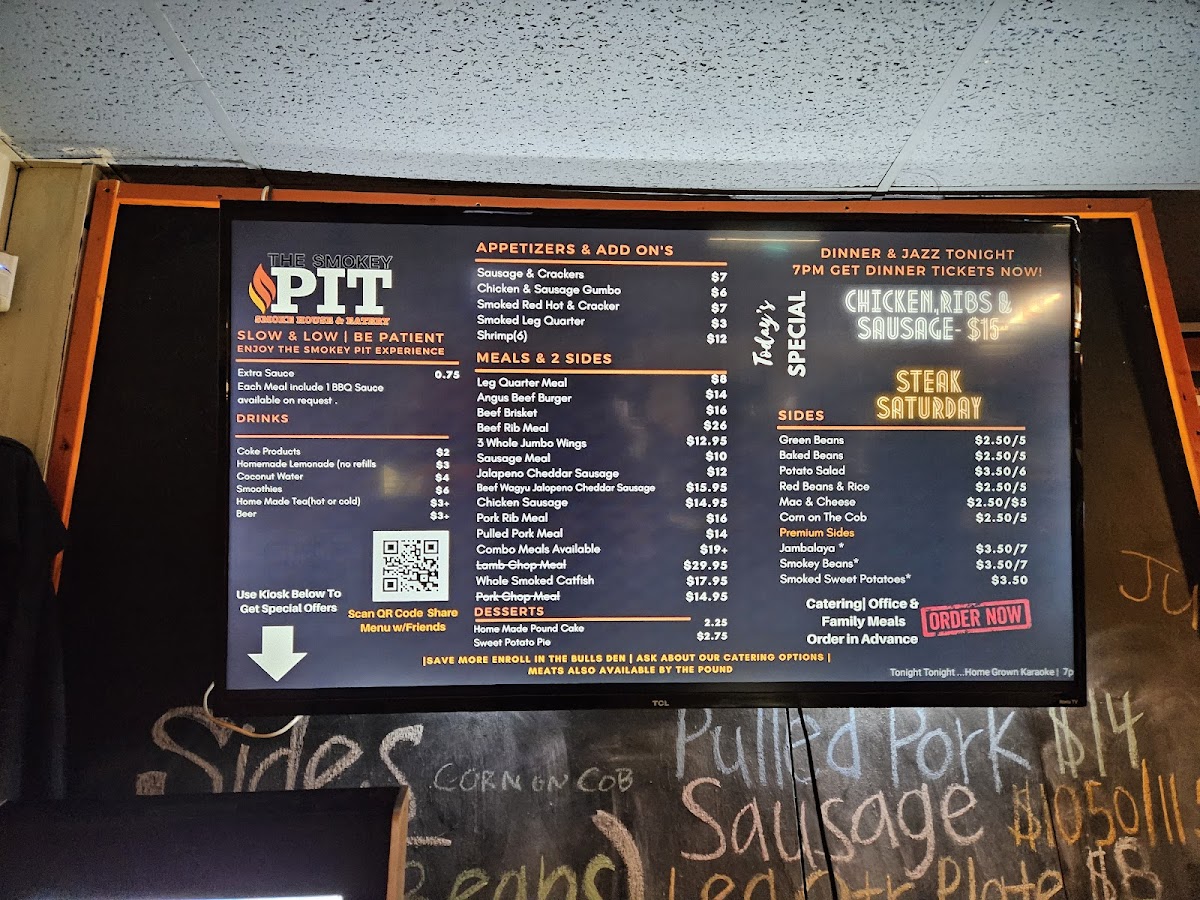 THE SMOKEY
PIT
SMOKE HOUSE & EATERY
SLOW & LOW | BE PATIENT
ENJOY THE SMOKEY PIT EXPERIENCE
Extra Sauce 0.75
Each Meal include 1 BBQ Sauce
available on request .
DRINKS
Coke Products $2
Homemade Lemonade (no refills $3
Coconut Water $4
Smoothies $6
Home Made Tea(hot or cold) $3+
Beer $3+
Use Kiosk Below To
Get Special Offers
Scan QR Code Share
Menu w/Friends
APPETIZERS & ADD ON'S
Sausage & Crackers $7
Chicken & Sausage Gumbo $6
Smoked Red Hot & Cracker $7
Smoked Leg Quarter $3
Shrimp(6) $12
MEALS & 2 SIDES
Leg Quarter Meal $8
Angus Beef Burger $14
Beef Brisket $16
Beef Rib Meal $26
3 Whole Jumbo Wings $12.95
Sausage Meal $10
Jalapeno Cheddar Sausage $12
Beef Wagyu Jalopeno Cheddar Sausage $15.95
Chicken Sausage $14.95
Pork Rib Meal $16
Pulled Pork Meal $14
Combo Meals Available $19+
Lamb Chop Meal $29.95
Whole Smoked Catfish $17.95
Pork Chop Meal $14.95
DESSERTS
Home Made Pound Cake 2.25
Sweet Potato Pie $2.75
DINNER & JAZZ TONIGHT
7PM GET DINNER TICKETS NOW!
Today's
SPECIAL
CHICKEN,RIBS &
SAUSAGE- $15-
STEAK
SATURDAY
SIDES
Green Beans $2.50/5
Baked Beans $2.50/5
Potato Salad $3.50/6
Red Beans & Rice $2.50/5
Mac & Cheese $2.50/$5
Corn on The Cob $2.50/5
Premium Sides
Jambalaya * $3.50/7
Smokey Beans* $3.50/7
Smoked Sweet Potatoes* $3.50
Catering| Office &
Family Meals
Order in Advance
ORDER NOW
|SAVE MORE ENROLL IN THE BULLS DEN | ASK ABOUT OUR CATERING OPTIONS |
MEATS ALSO AVAILABLE BY THE POUND
Tonight Tonight ...Home Grown Karaoke | 7p
TCL
Roku TV
Sides
CORN ON COB
Beans)
Pulled Pork $14
Sausage $1050/11
Leg Qtr Plate $8